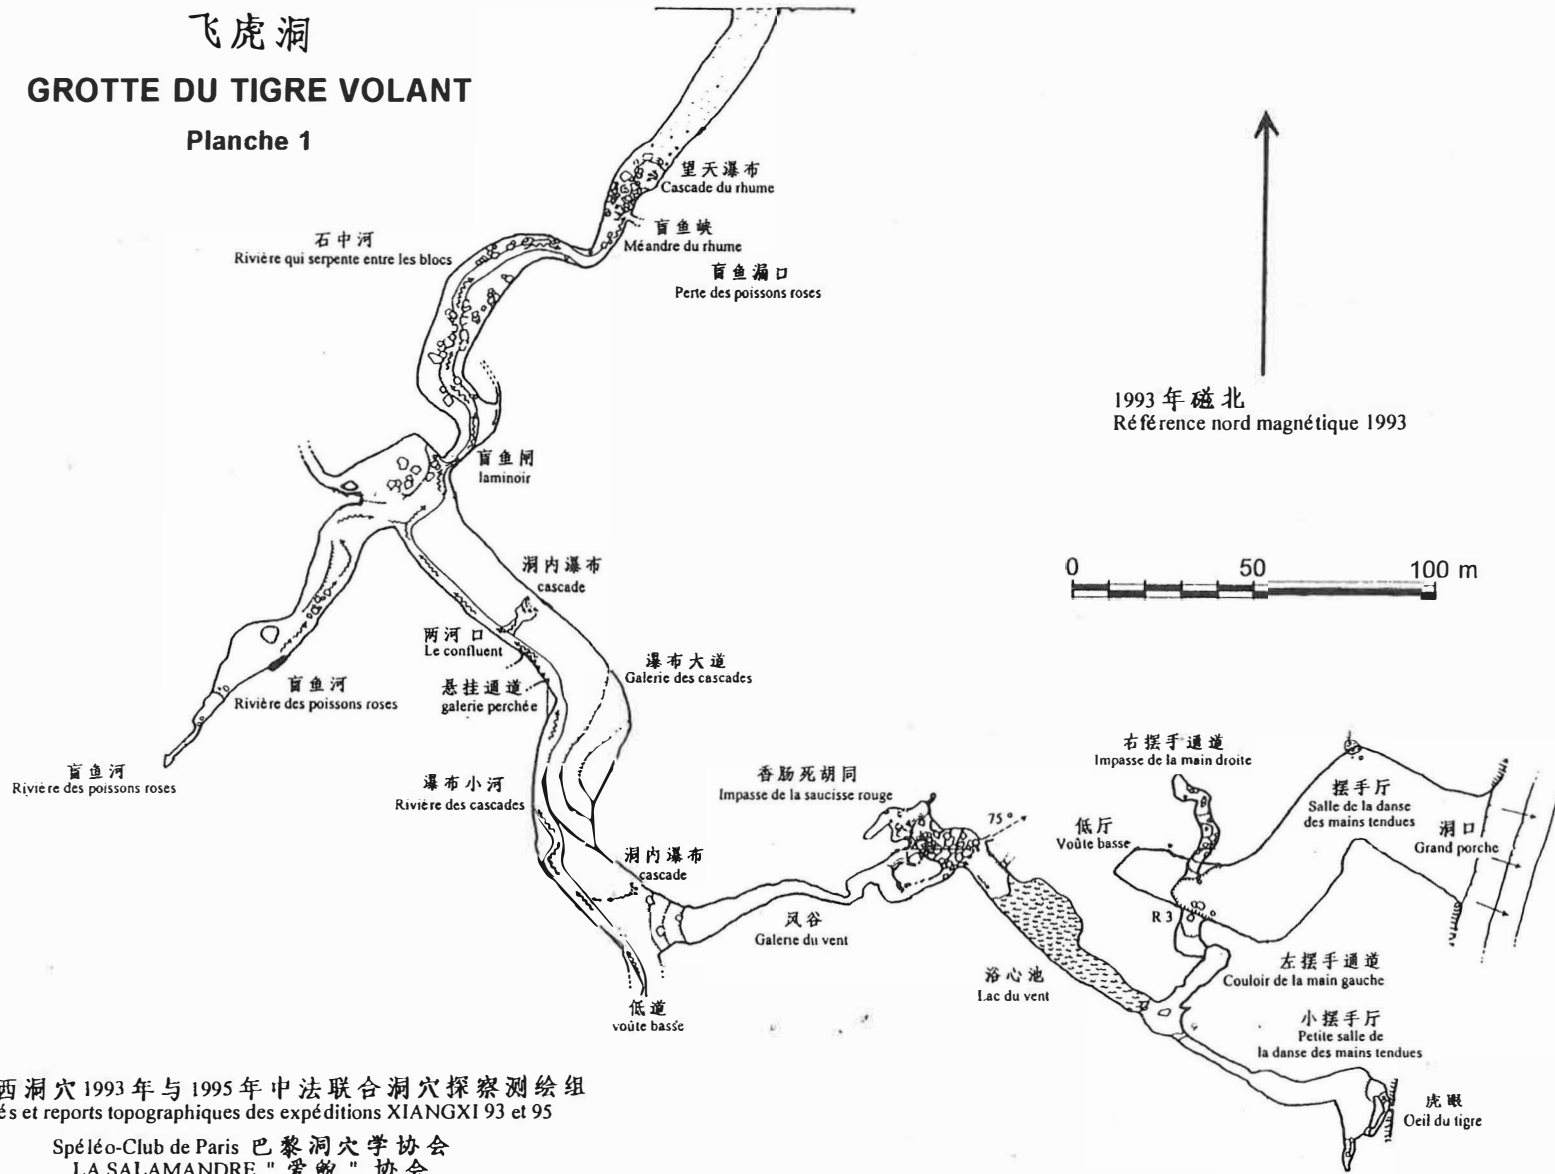 飞虎洞
GROTTE DU TIGRE VOLANT
Planche 1
望天瀑布
Cascade du rhume
盲鱼峡
Méandre du rhume
石中河
Rivière qui serpente entre les blocs
盲鱼漏口
Perte des poissons roses
1993 年磁北
Référence nord magnétique 1993
盲鱼闸
laminoir
0 50 100 m
洞内瀑布
cascade
两河口
Le confluent
瀑布大道
Galerie des cascades
盲鱼河
Rivière des poissons roses
悬挂通道
galerie perchée
盲鱼河
Rivière des poissons roses
瀑布小河
Rivière des cascades
香肠死胡同
Impasse de la saucisse rouge
75°
右摆手通道
Impasse de la main droite
摆手厅
Salle de la danse
des mains tendues
低厅
Voûte basse
洞口
Grand porche
洞内瀑布
cascade
R 3
风谷
Galerie du vent
浴心池
Lac du vent
左摆手通道
Couloir de la main gauche
低道
voûte basse
小摆手厅
Petite salle de
la danse des mains tendues
虎眼
Oeil du tigre
西洞穴 1993 年与 1995 年中法联合洞穴探察测绘组
és et reports topographiques des expéditions XIANGXI 93 et 95
Spéléo-Club de Paris 巴黎洞穴学协会
LA SALAMANDRE " " 协会